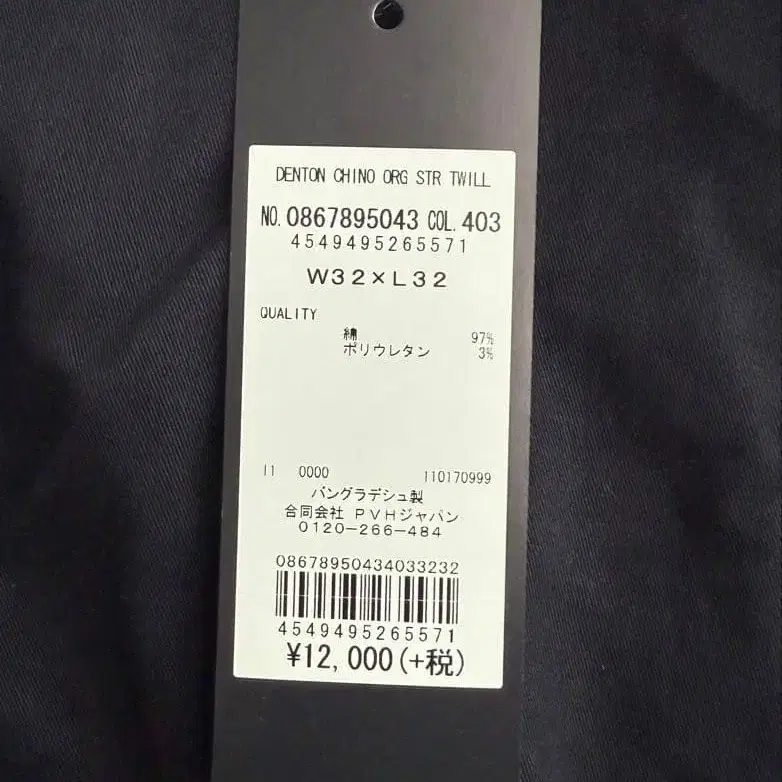 DENTON CHINO ORG STR TWILL
NO. 0867895043 COL. 403
4549495265571
W32×L32
QUALITY
綿 97%
ポリウレタン 3%
11 0000 110170999
バングラデシュ製
合同会社 PVHジャパン
0120-266-484
08678950434033232
4549495265571
¥12,000(+税)